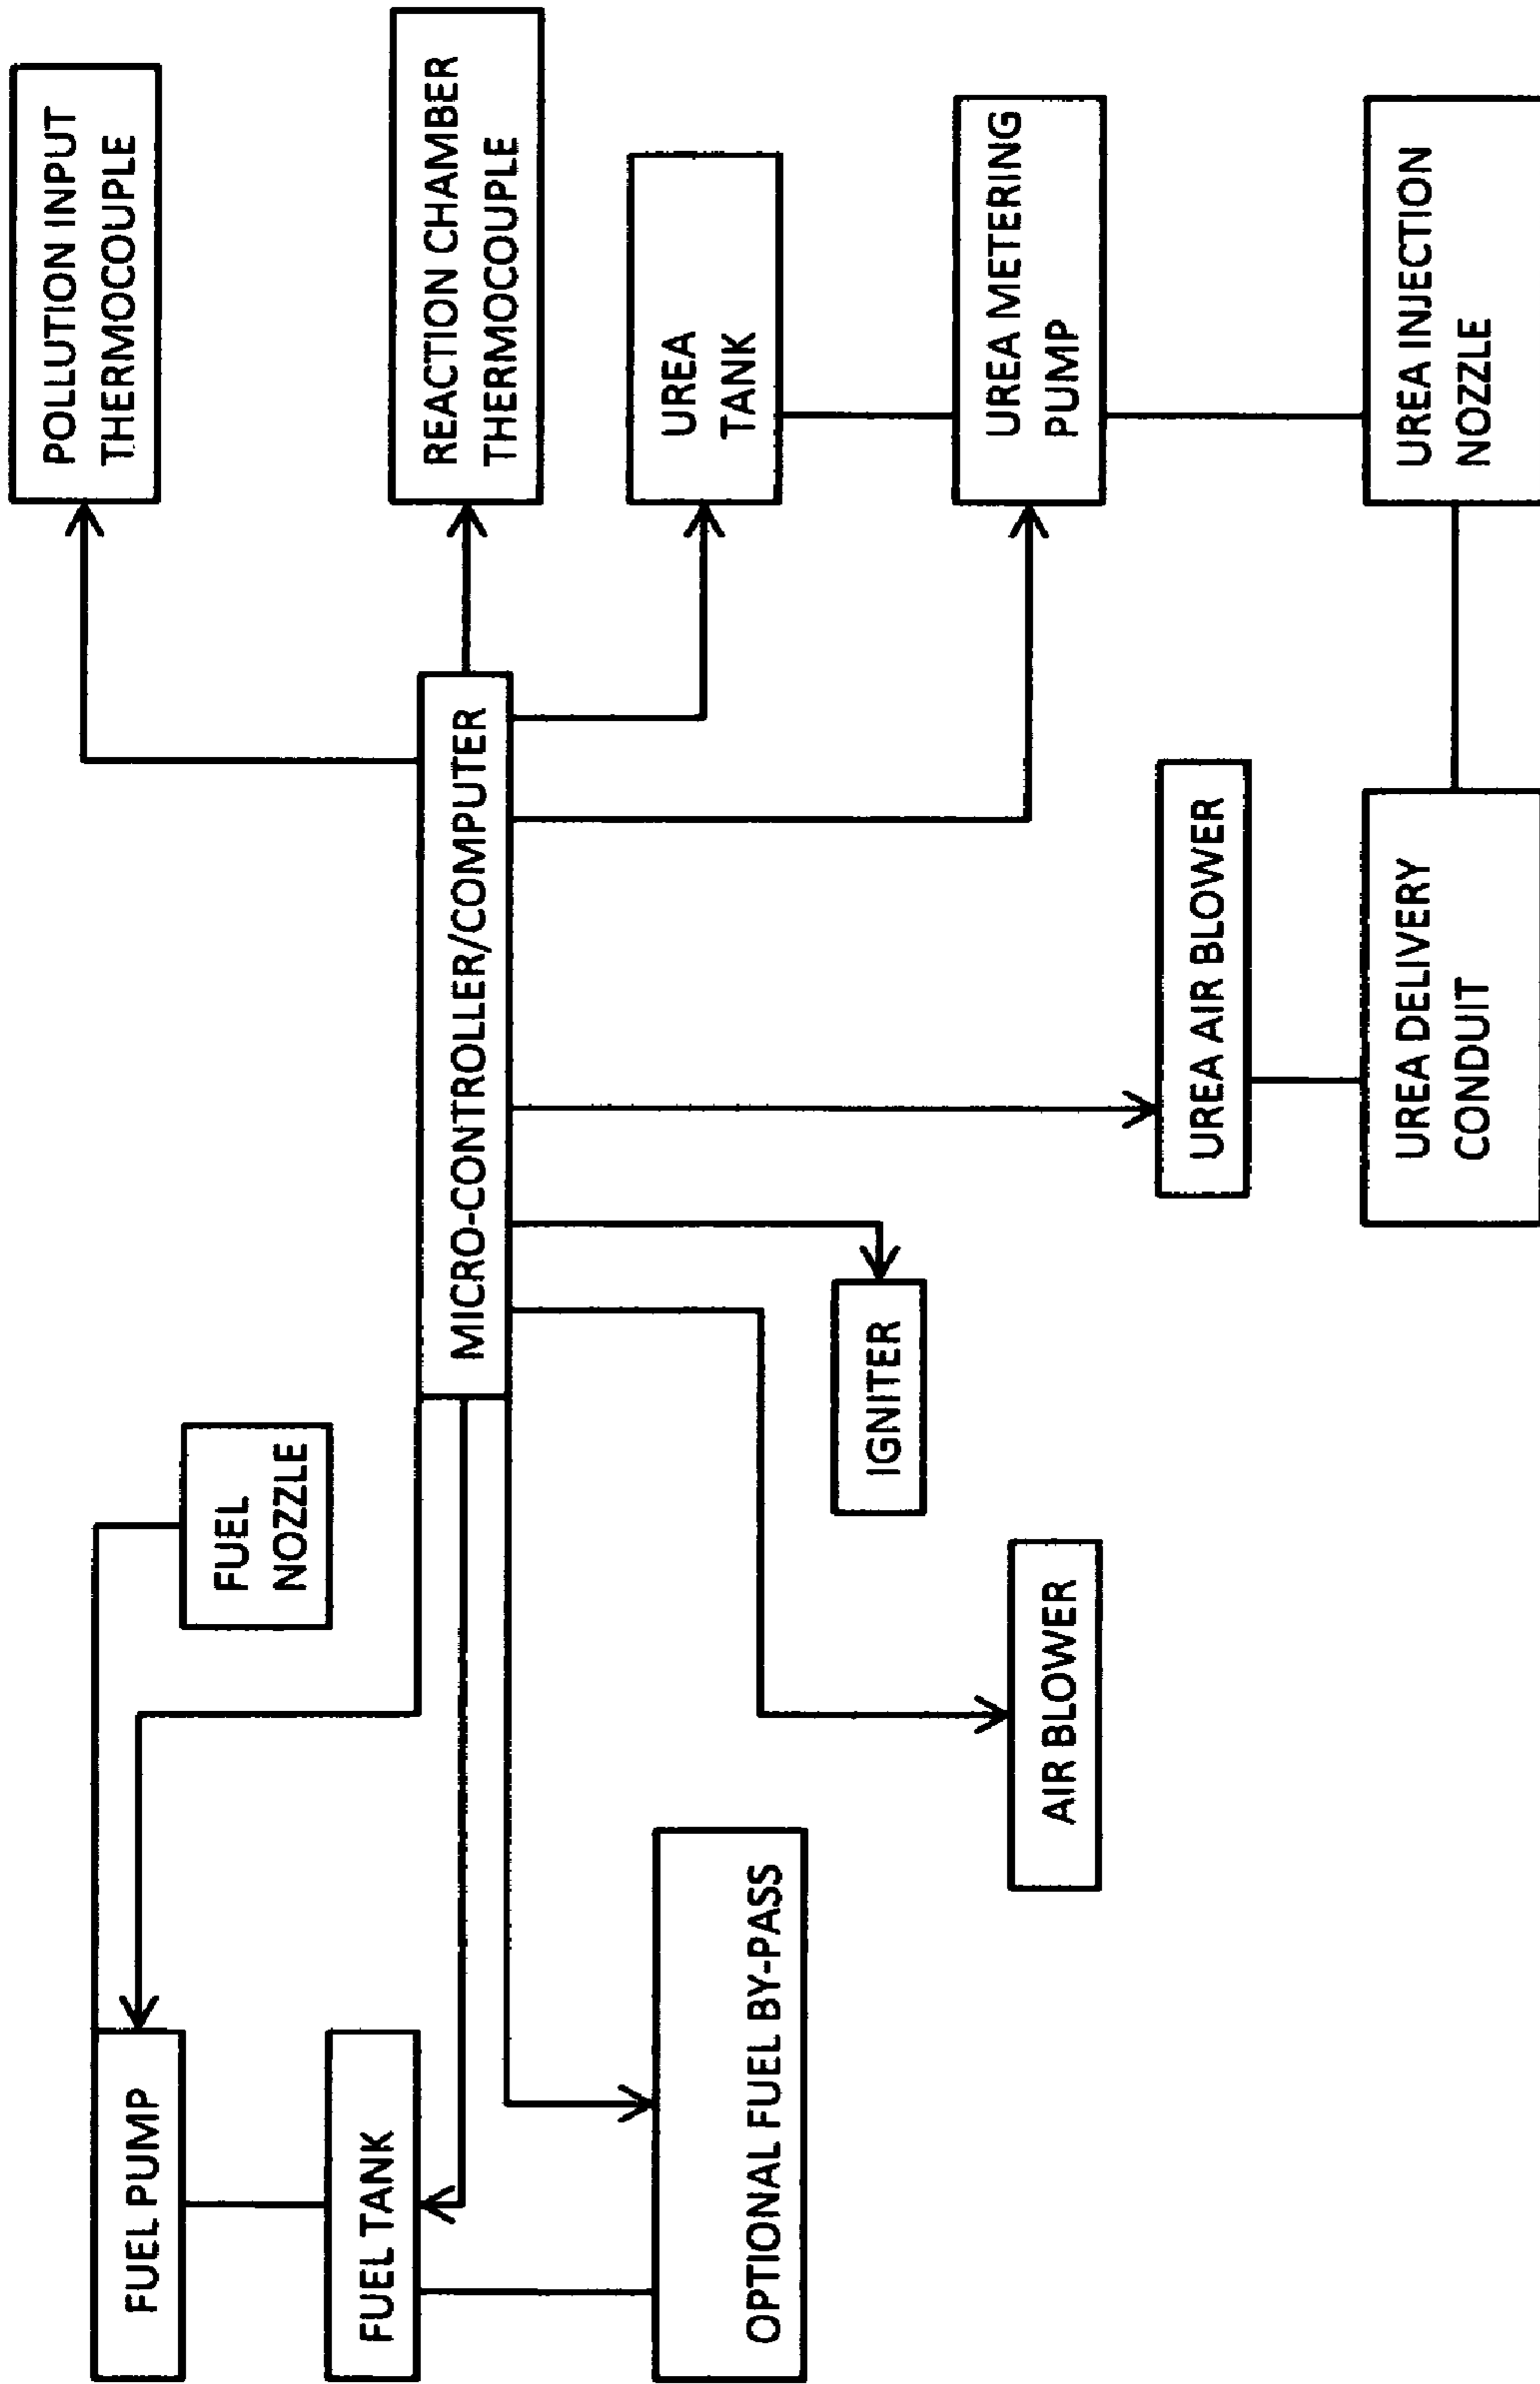 POLLUTION INPUT
THERMOCOUPLE
REACTION CHAMBER
THERMOCOUPLE
UREA
TANK
UREA METERING
PUMP
UREA INJECTION
NOZZLE
MICRO-CONTROLLER/COMPUTER
UREA AIR BLOWER
UREA DELIVERY
CONDUIT
FUEL
NOZZLE
IGNITER
AIR BLOWER
FUEL PUMP
FUEL TANK
OPTIONAL FUEL BY-PASS